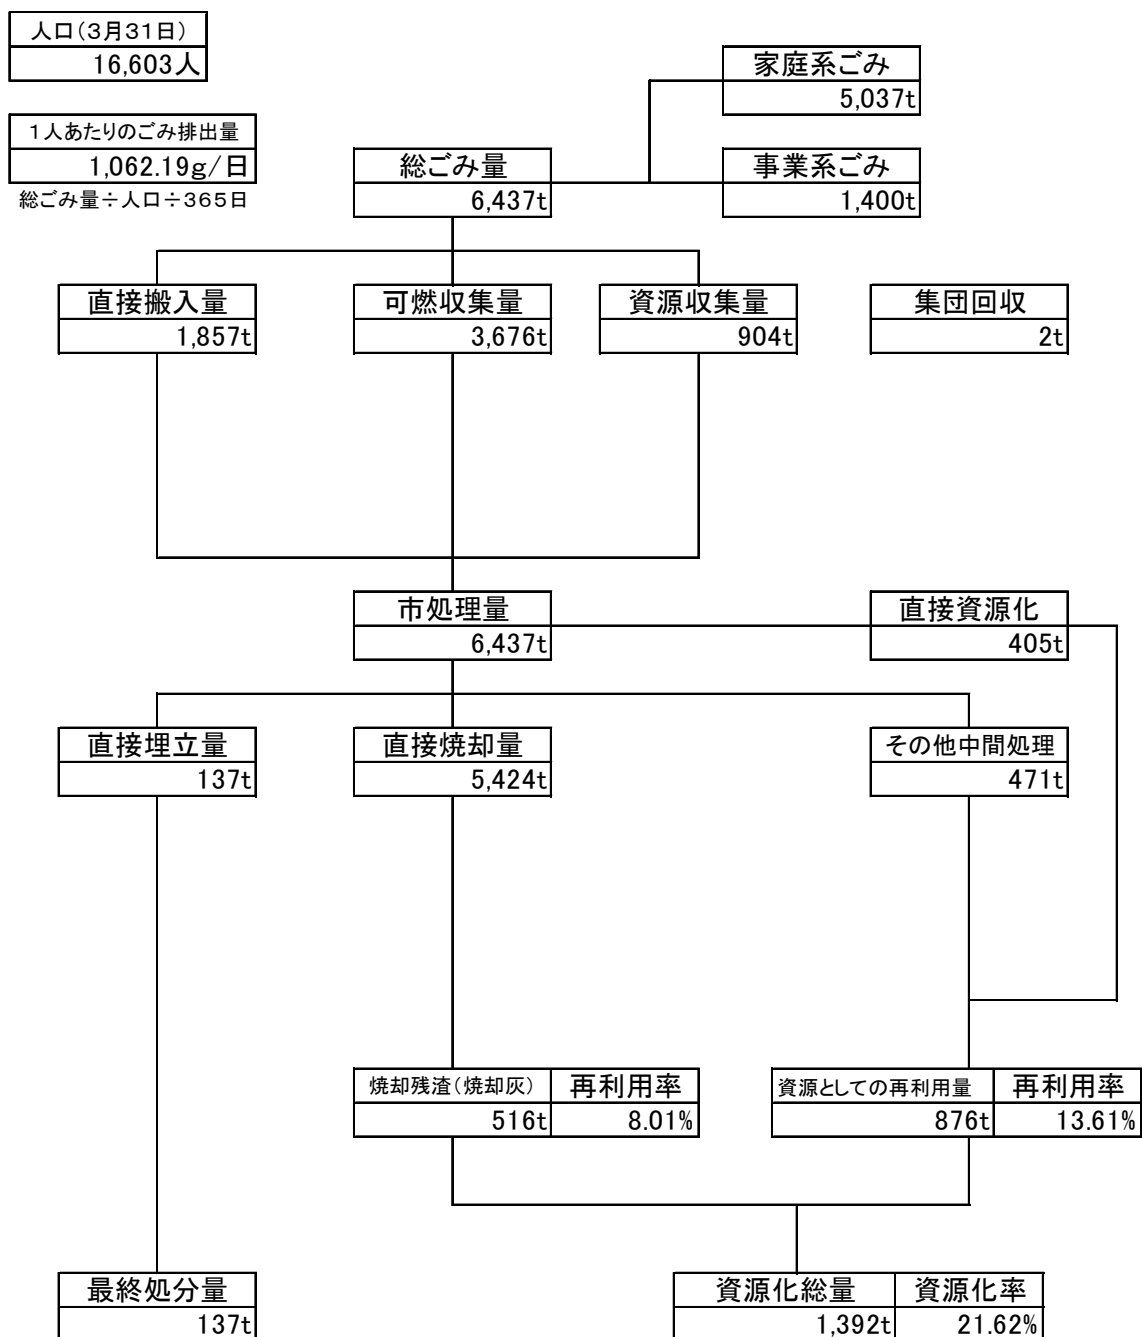 人口(3月31日)
16,603人
家庭系ごみ
5,037t
1人あたりのごみ排出量
1,062.19g/日
総ごみ量÷人口÷365日
総ごみ量
6,437t
事業系ごみ
1,400t
直接搬入量
1,857t
可燃収集量
3,676t
資源収集量
904t
集団回収
2t
市処理量
6,437t
直接資源化
405t
直接埋立量
137t
直接焼却量
5,424t
その他中間処理
471t
焼却残渣(焼却灰) 再利用率
516t 8.01%
資源としての再利用量 再利用率
876t 13.61%
最終処分量
137t
資源化総量 資源化率
1,392t 21.62%